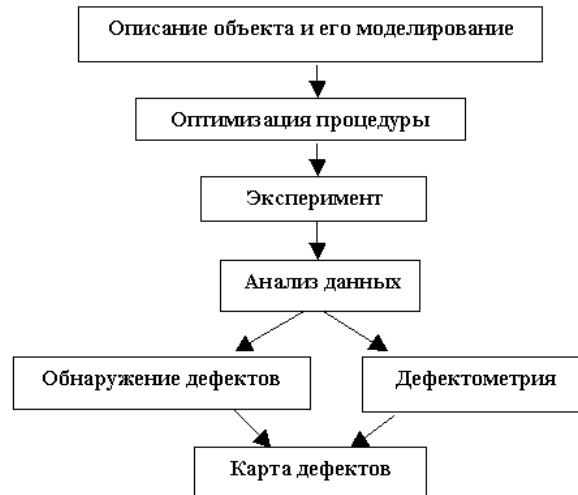 Описание объекта и его моделирование
Оптимизация процедуры
Эксперимент
Анализ данных
Обнаружение дефектов
Дефектометрия
Карта дефектов